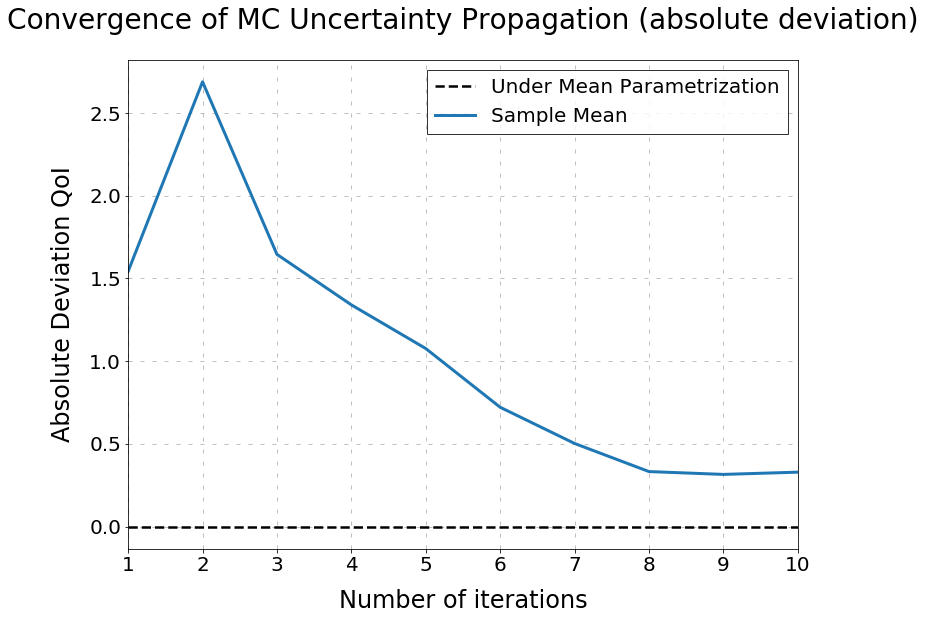 Convergence of MC Uncertainty Propagation (absolute deviation)
Under Mean Parametrization
Sample Mean
Absolute Deviation QoI
2.5
2.0
1.5
1.0
0.5
0.0
1 2 3 4 5 6 7 8 9 10
Number of iterations